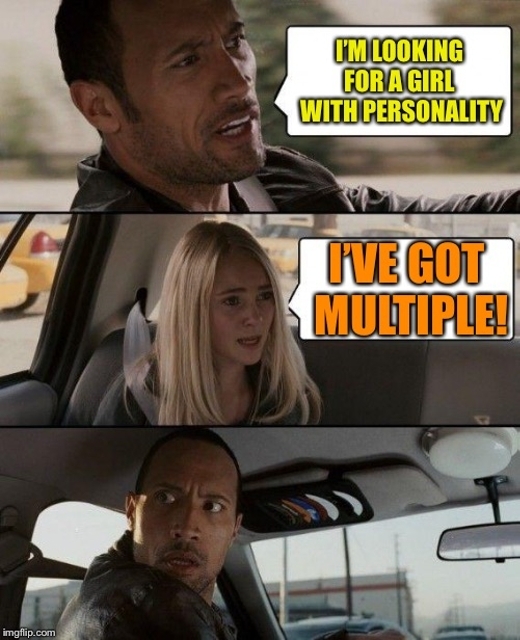 I'M LOOKING
FOR A GIRL
WITH PERSONALITY
I'VE GOT
MULTIPLE!
imgflip.com